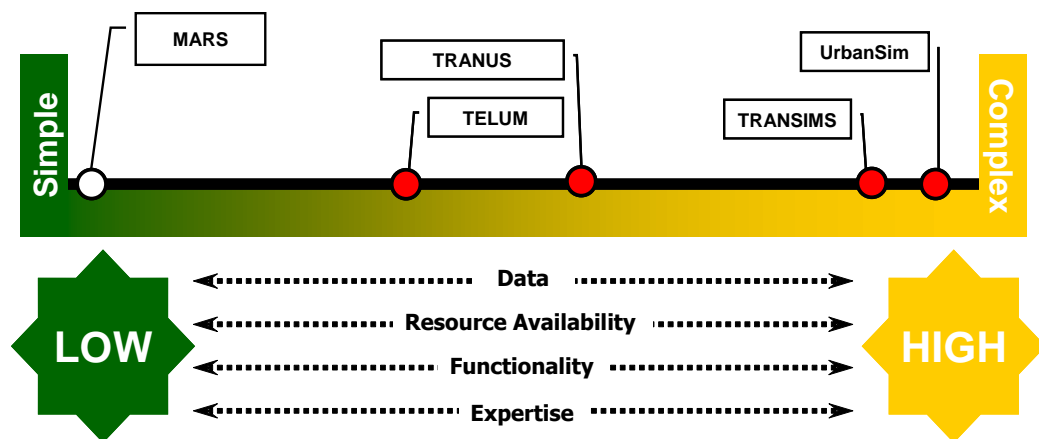 MARS
TRANUS
UrbanSim
TELUM
TRANSIMS
Simple
Complex
Data
Resource Availability
LOW
HIGH
Functionality
Expertise